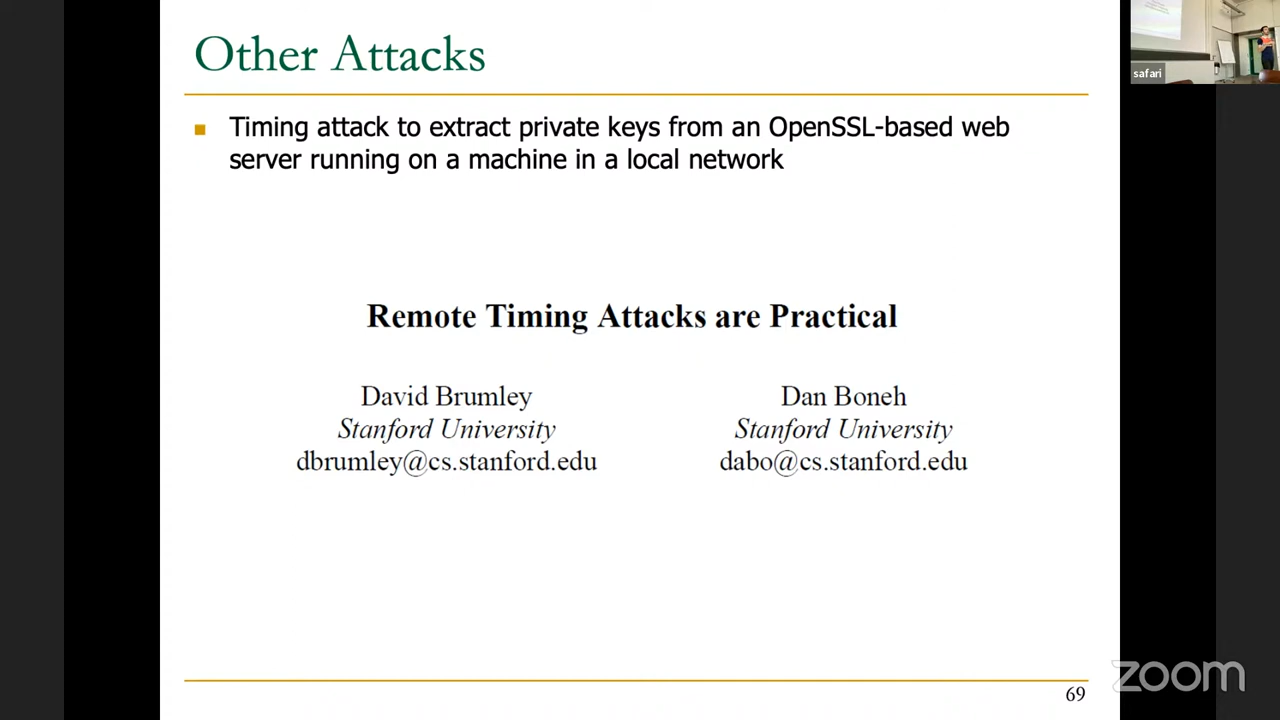 Other Attacks
Timing attack to extract private keys from an OpenSSL-based web
server running on a machine in a local network
Remote Timing Attacks are Practical
David Brumley
Stanford University
dbrumley@cs.stanford.edu
Dan Boneh
Stanford University
dabo@cs.stanford.edu
69
safari
zoom